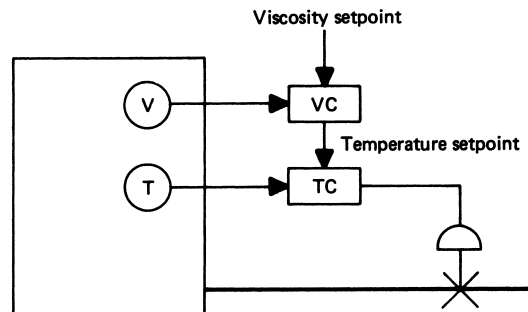 Viscosity setpoint
V
VC
Temperature setpoint
T
TC